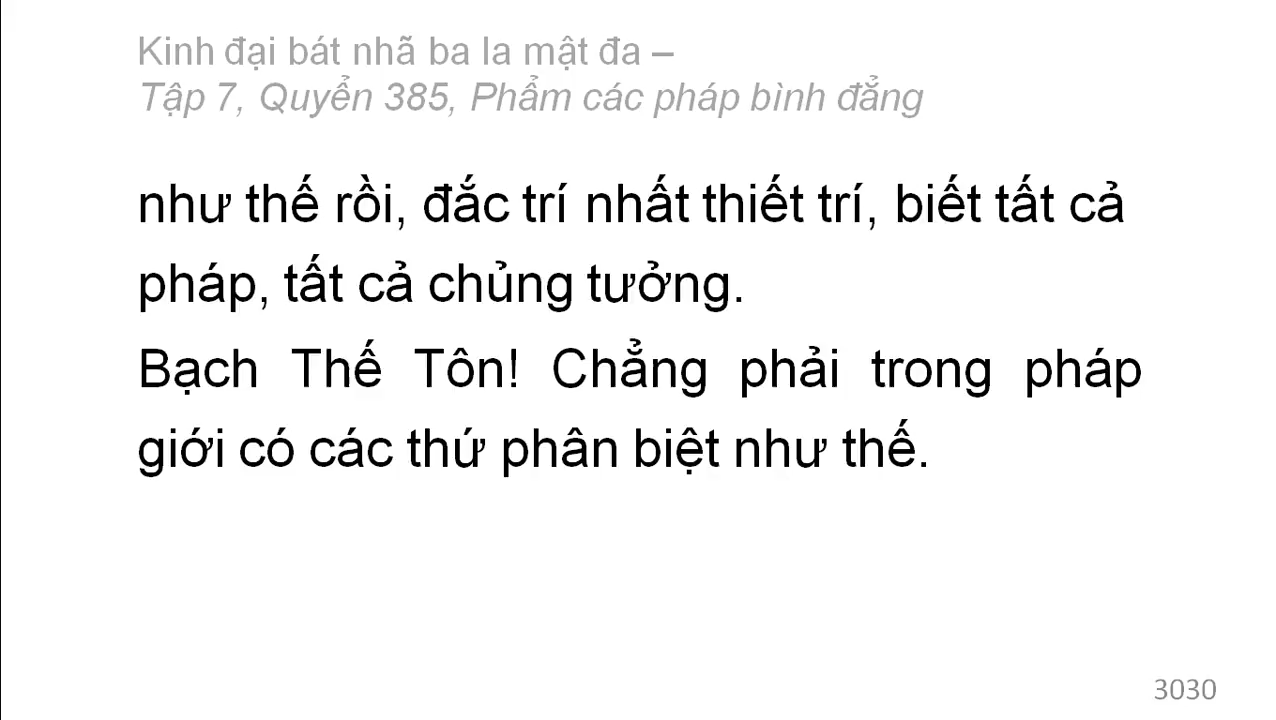 Kinh đại bát nhã ba la mật đa –
Tập 7, Quyển 385, Phẩm các pháp bình đẳng
như thế rồi, đắc trí nhất thiết trí, biết tất cả
pháp, tất cả chủng tưởng.
Bạch Thế Tôn! Chẳng phải trong pháp
giới có các thứ phân biệt như thế.
3030